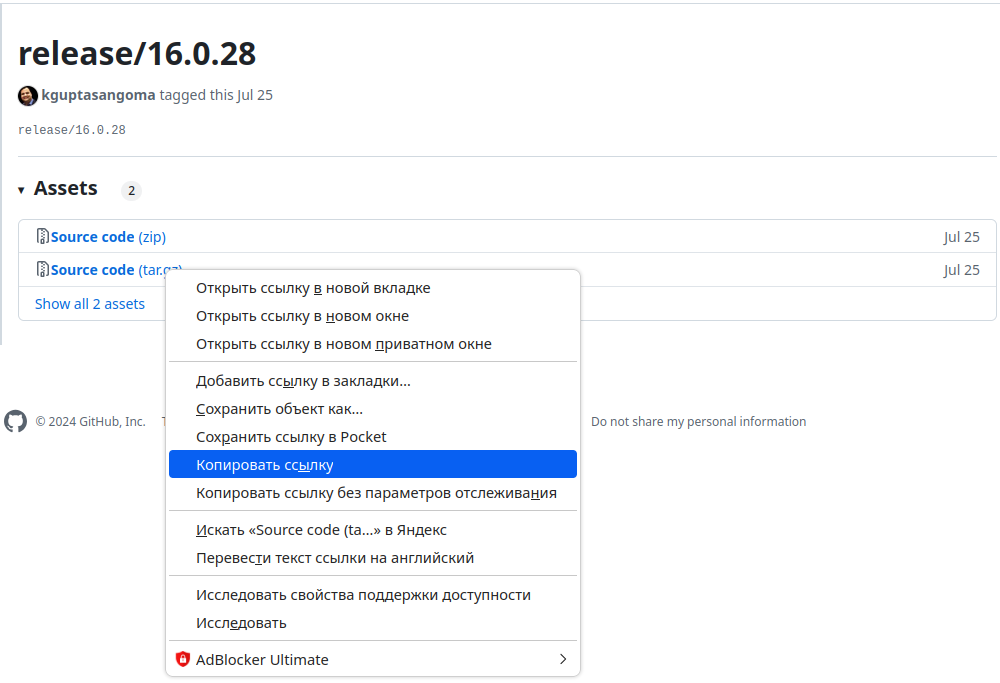 release/16.0.28
kguptasangoma tagged this Jul 25
release/16.0.28
Assets 2
Source code (zip) Jul 25
Source code (tar.gz) Jul 25
Show all 2 assets
Открыть ссылку в новой вкладке
Открыть ссылку в новом окне
Открыть ссылку в новом приватном окне
Добавить ссылку в закладки...
Сохранить объект как...
© 2024 GitHub, Inc.
Do not share my personal information
Сохранить ссылку в Pocket
Копировать ссылку
Копировать ссылку без параметров отслеживания
Искать «Source code (ta...» в Яндекс
Перевести текст ссылки на английский
Исследовать свойства поддержки доступности
Исследовать
AdBlocker Ultimate